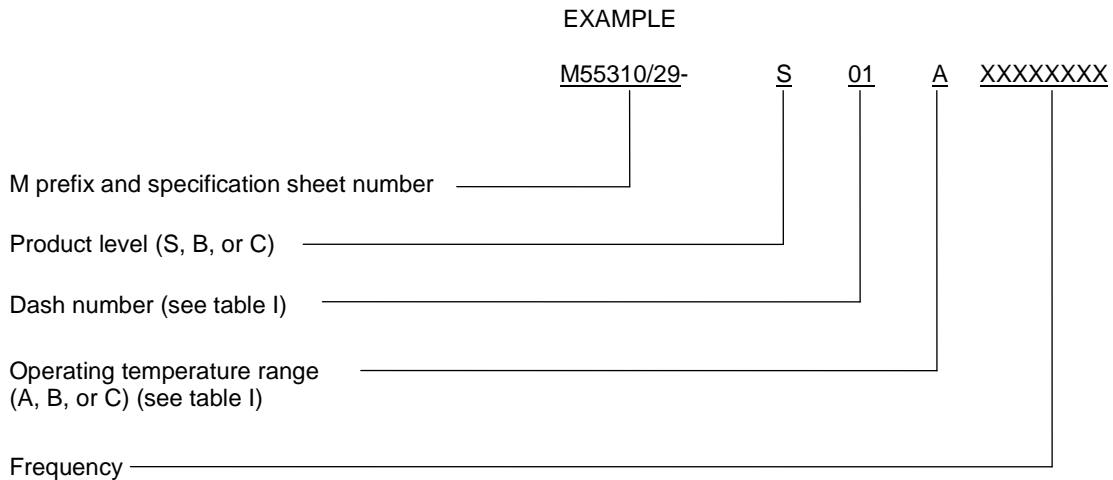 EXAMPLE
M55310/29- S 01 A XXXXXXXX
M prefix and specification sheet number
Product level (S, B, or C)
Dash number (see table I)
Operating temperature range
(A, B, or C) (see table I)
Frequency